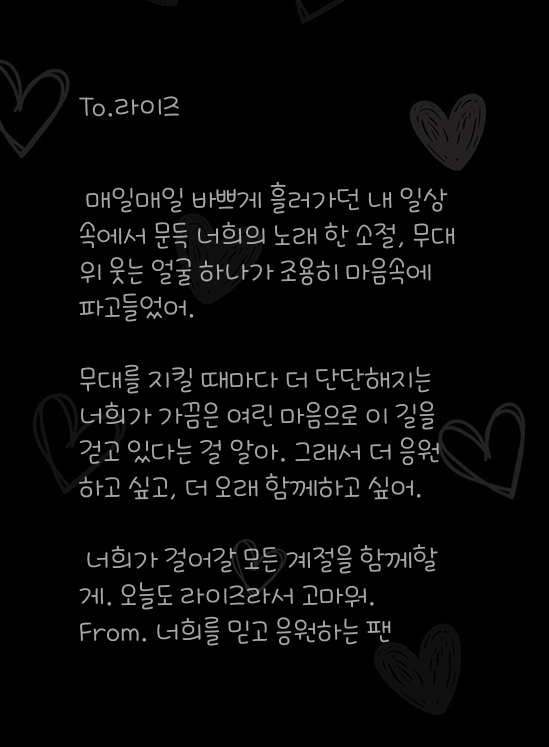 To.라이즈
매일매일 바쁘게 흘러가던 내 일상
속에서 문득 너희의 노래 한 소절, 무대
위 웃는 얼굴 하나가 조용히 마음속에
파고들었어.
무대를 지킬 때마다 더 단단해지는
너희가 가끔은 여린 마음으로 이 길을
걷고 있다는 걸 알아. 그래서 더 응원
하고 싶고, 더 오래 함께하고 싶어.
너희가 걸어갈 모든 계절을 함께할
게. 오늘도 라이즈라서 고마워.
From. 너희를 믿고 응원하는 팬